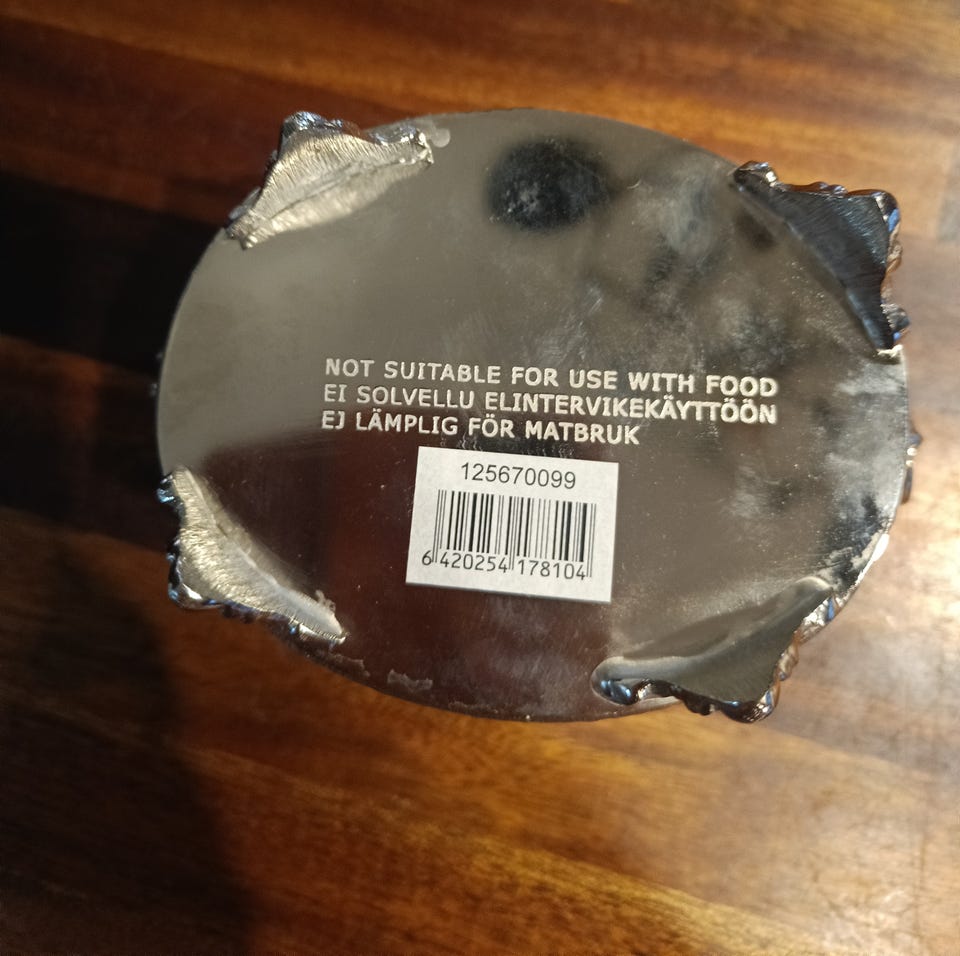 NOT SUITABLE FOR USE WITH FOOD
EI SOLVELLU ELINTERVIKEKÄYTTÖÖN
EJ LÄMPLIG FÖR MATBRUK
125670099
6 420254 178104